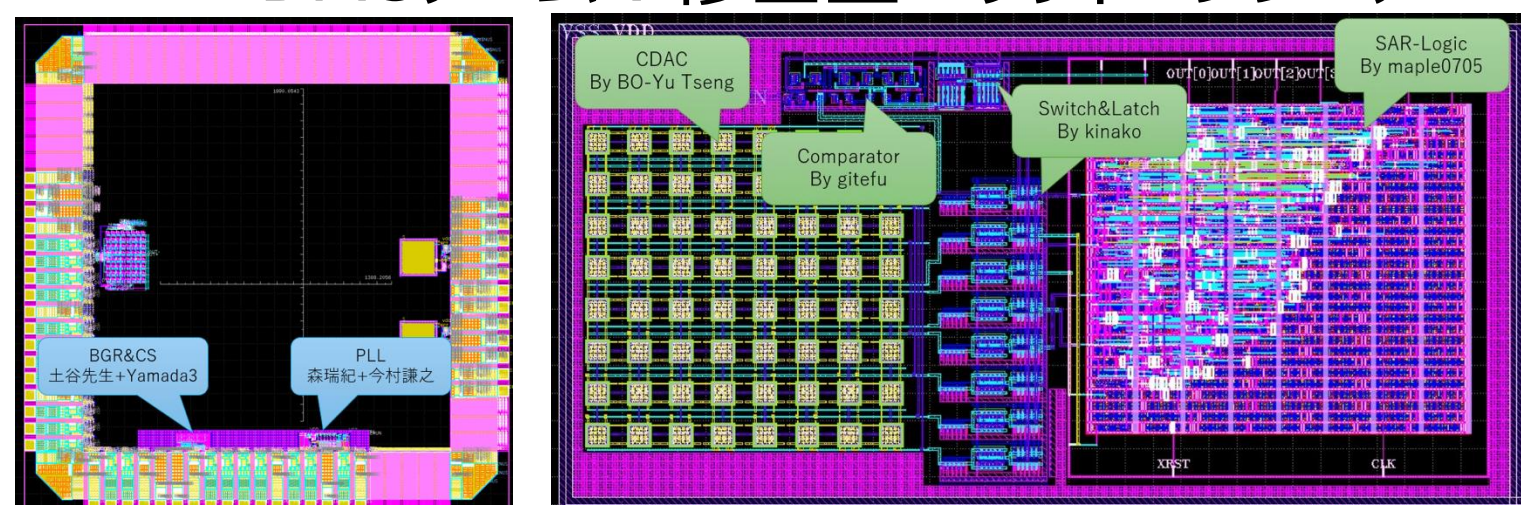 VSS VDD
CDAC
By BO-Yu Tseng
SAR-Logic
By maple0705
OUT[0]OUT[1]OUT[2]OUT[3
Switch&Latch
By kinako
Comparator
By gitefu
BGR&CS
土谷先生+Yamada3
PLL
森瑞紀+今村謙之
XRST
CLK